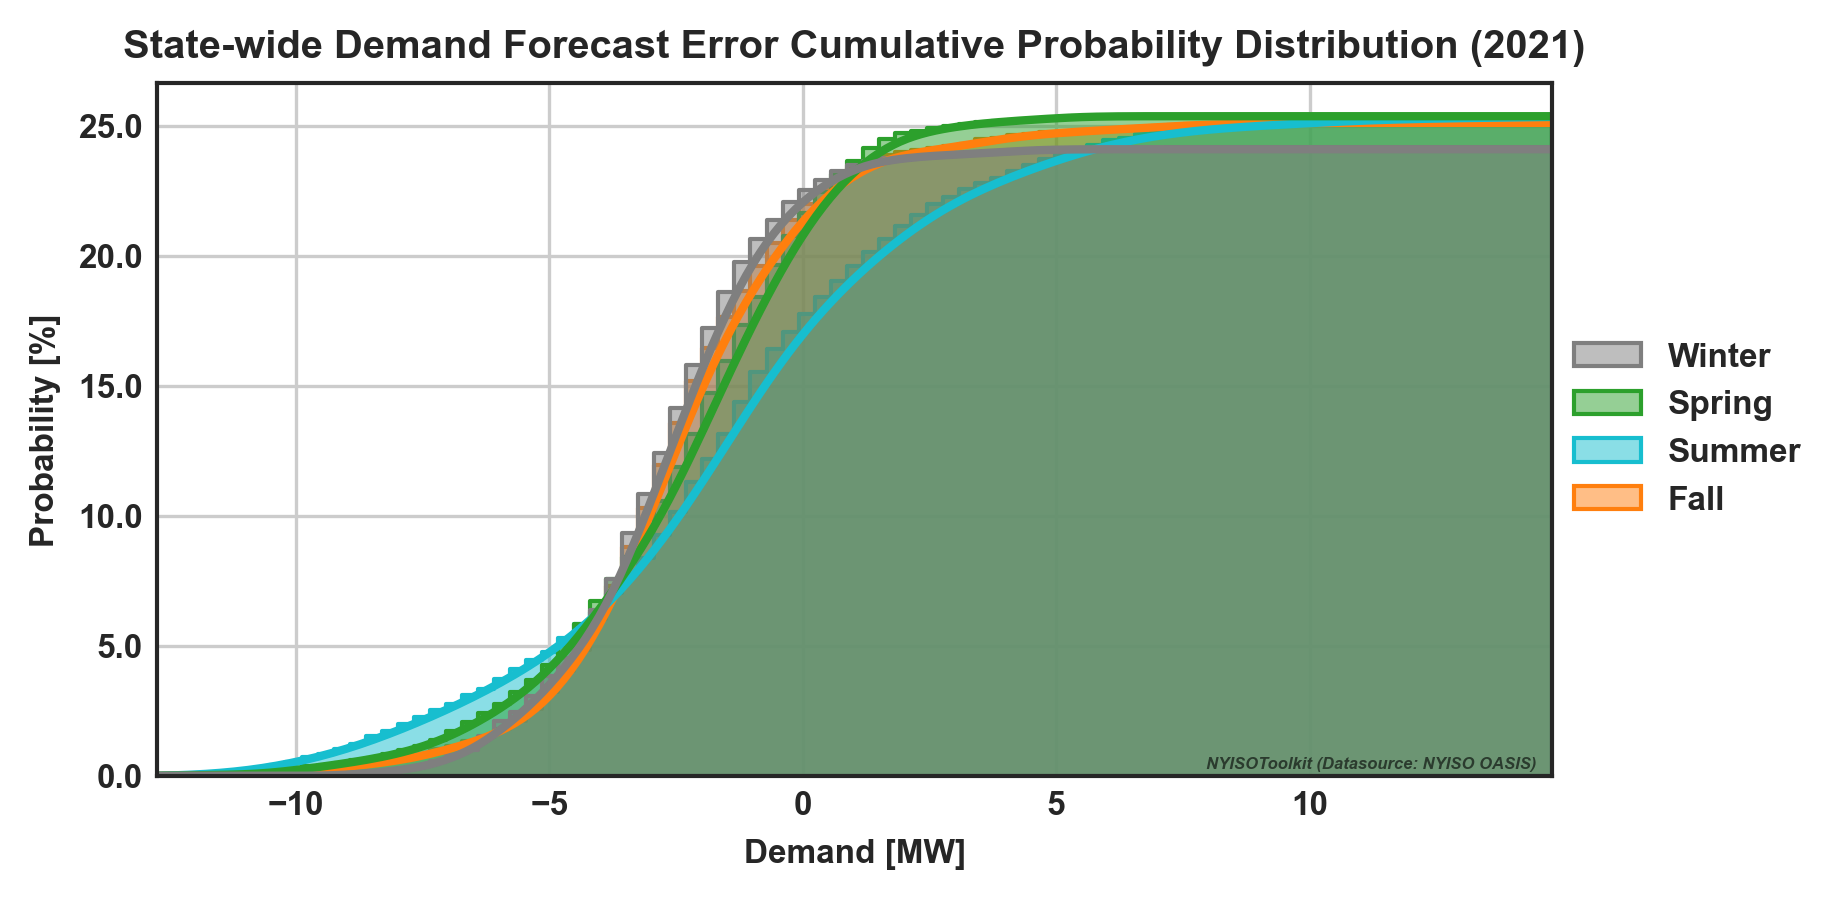 State-wide Demand Forecast Error Cumulative Probability Distribution (2021)
Probability [%]
25.0
20.0
15.0
10.0
5.0
0.0
−10
−5
0
5
10
Demand [MW]
Winter
Spring
Summer
Fall
NYISOToolkit (Datasource: NYISO OASIS)